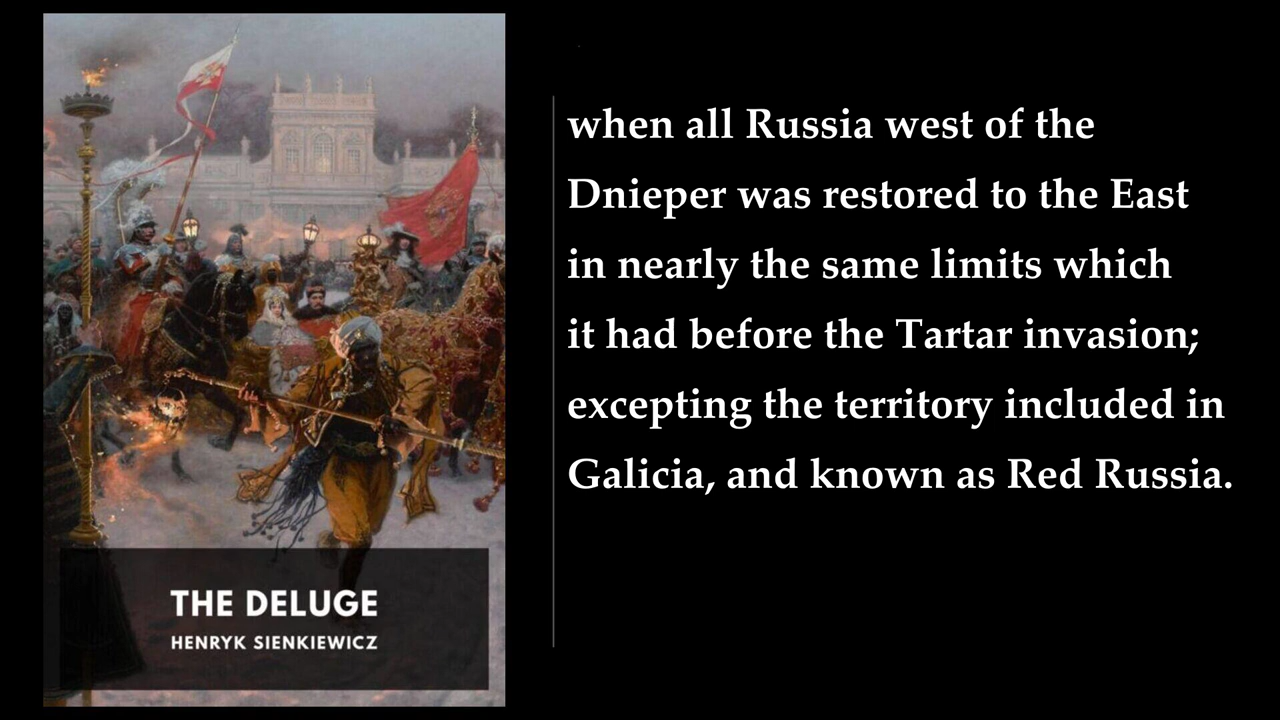 THE DELUGE
HENRYK SIENKIEWICZ
when all Russia west of the
Dnieper was restored to the East
in nearly the same limits which
it had before the Tartar invasion;
excepting the territory included in
Galicia, and known as Red Russia.